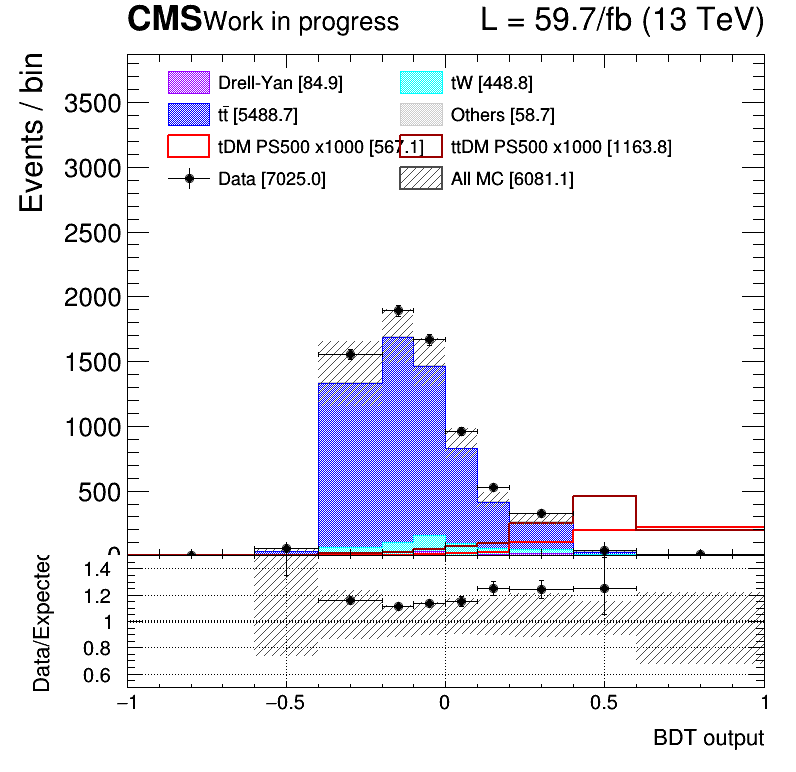 CMS Work in progress L = 59.7/fb (13 TeV)
Events / bin
Drell-Yan [84.9] tW [448.8]
tt̄ [5488.7] Others [58.7]
tDM PS500 x1000 [567.1] ttDM PS500 x1000 [1163.8]
Data [7025.0] All MC [6081.1]
3500
3000
2500
2000
1500
1000
500
0
Data/Expected
1.4
1.2
1
0.8
0.6
−1 −0.5 0 0.5 1
BDT output